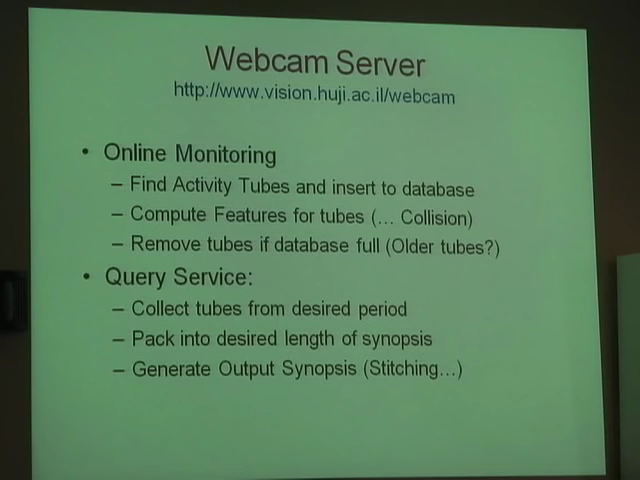 Webcam Server
http://www.vision.huji.ac.il/webcam
• Online Monitoring
– Find Activity Tubes and insert to database
– Compute Features for tubes (... Collision)
– Remove tubes if database full (Older tubes?)
• Query Service:
– Collect tubes from desired period
– Pack into desired length of synopsis
– Generate Output Synopsis (Stitching...)